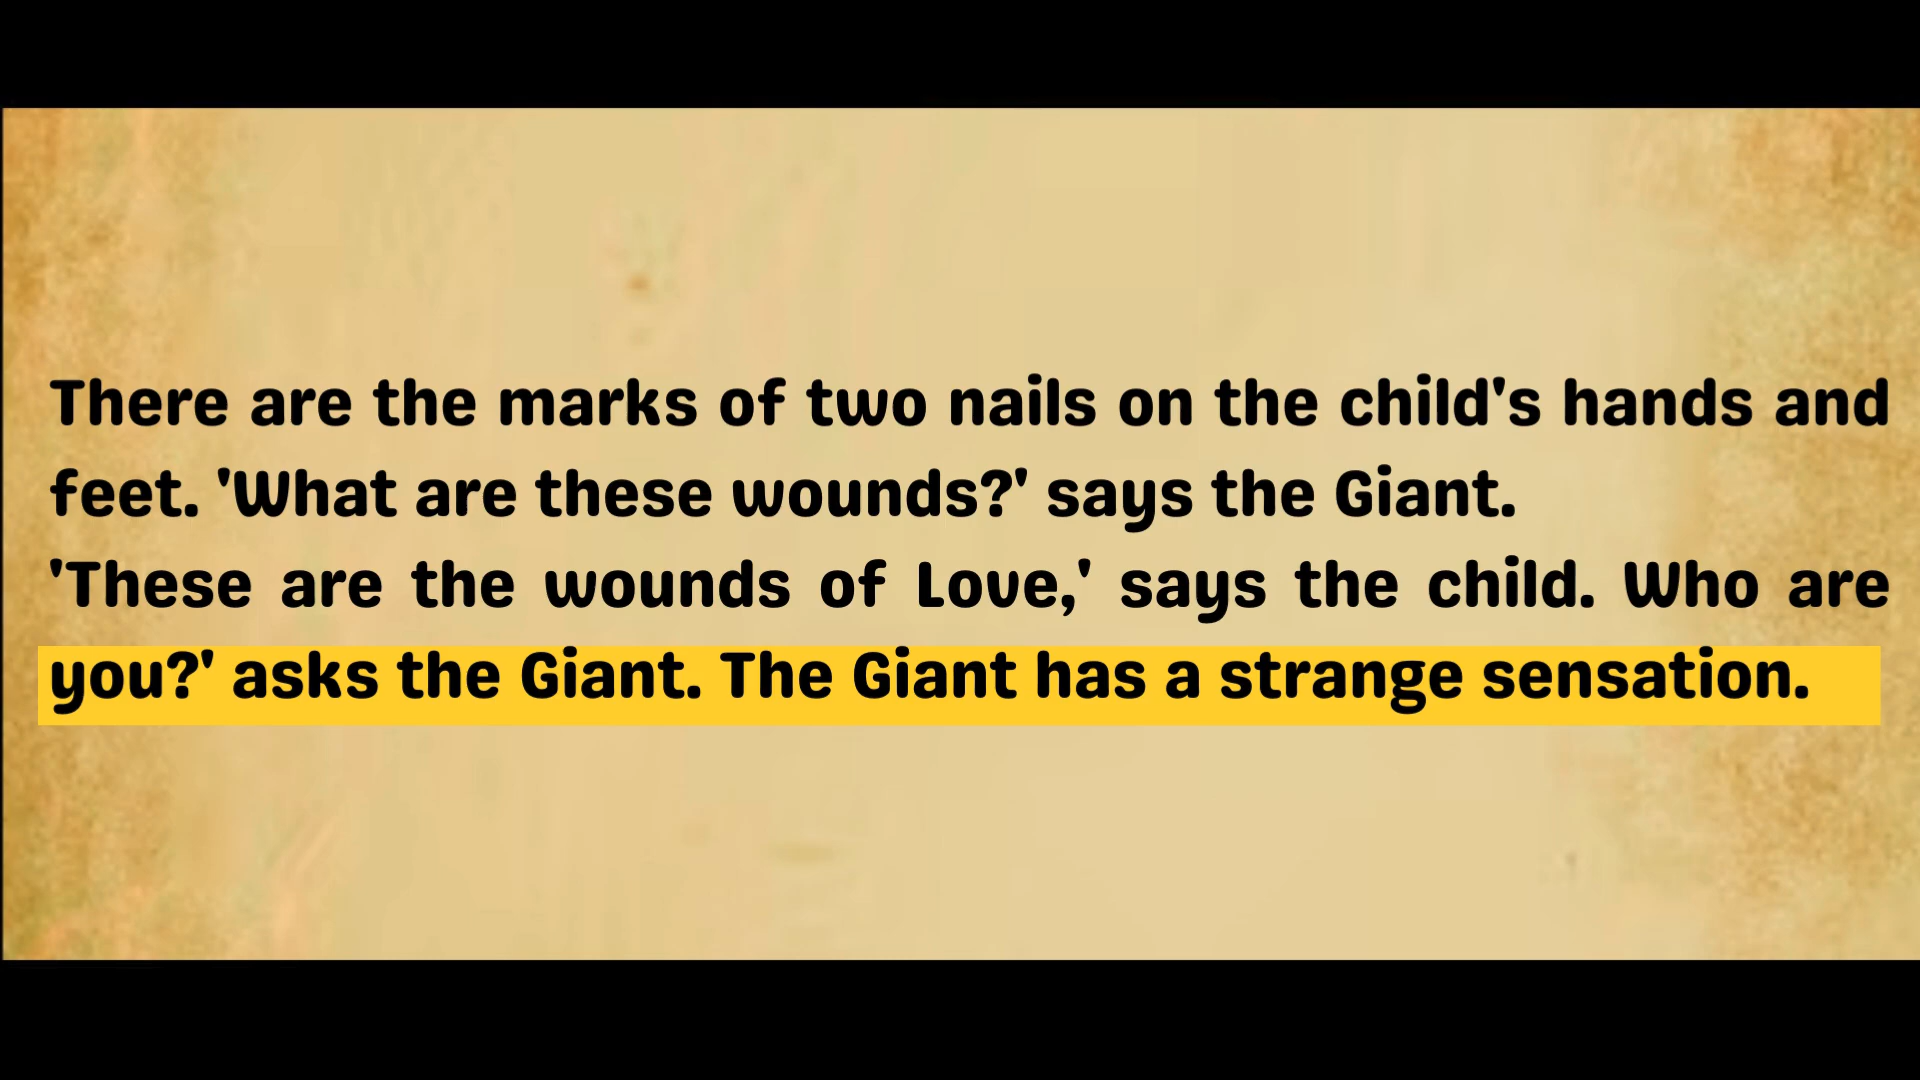 There are the marks of two nails on the child's hands and
feet. 'What are these wounds?' says the Giant.
'These are the wounds of Love,' says the child. Who are
you?' asks the Giant. The Giant has a strange sensation.